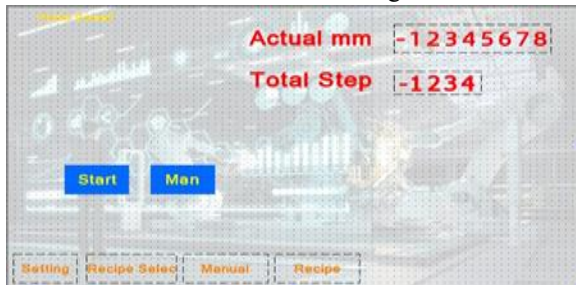 Actual mm -12345678
Total Step -1234
Start Man
Setting Recipe Selec Manual Recipe